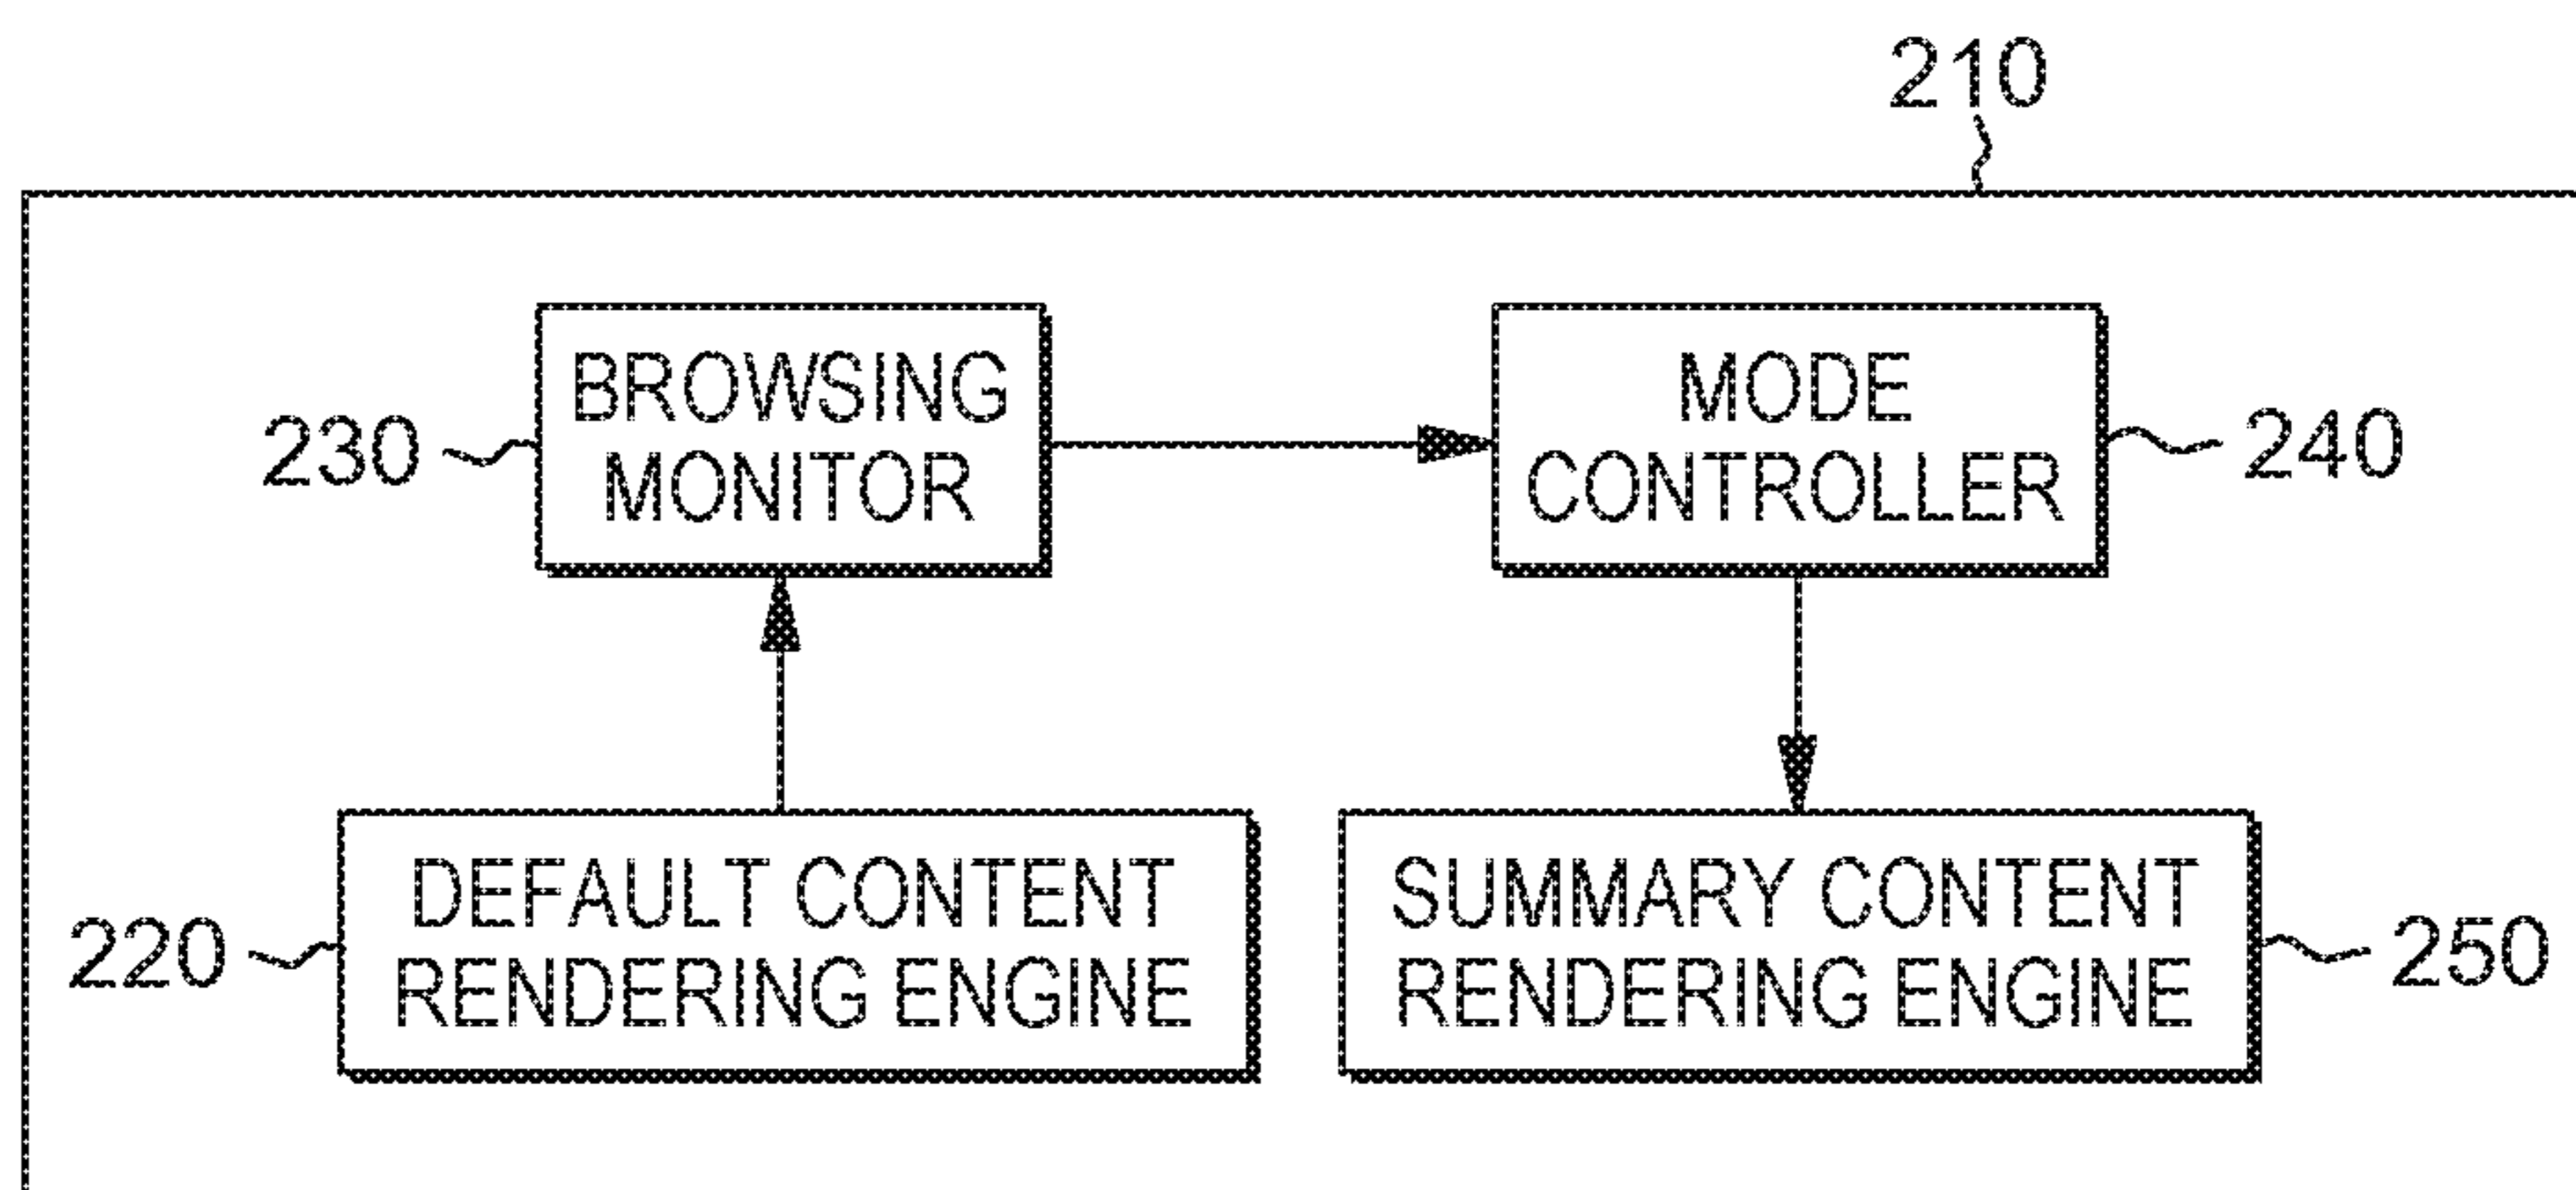 210
BROWSING
MONITOR
230
MODE
CONTROLLER
240
DEFAULT CONTENT
RENDERING ENGINE
220
SUMMARY CONTENT
RENDERING ENGINE
250